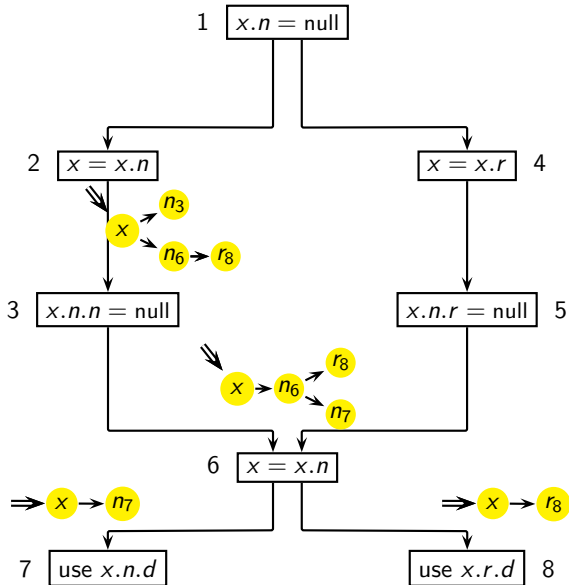 1 x.n = null
2 x = x.n
x = x.r 4
x n₃
n₆ r₈
3 x.n.n = null
x.n.r = null 5
x n₆ r₈
n₇
6 x = x.n
x n₇
x r₈
7 use x.n.d
use x.r.d 8